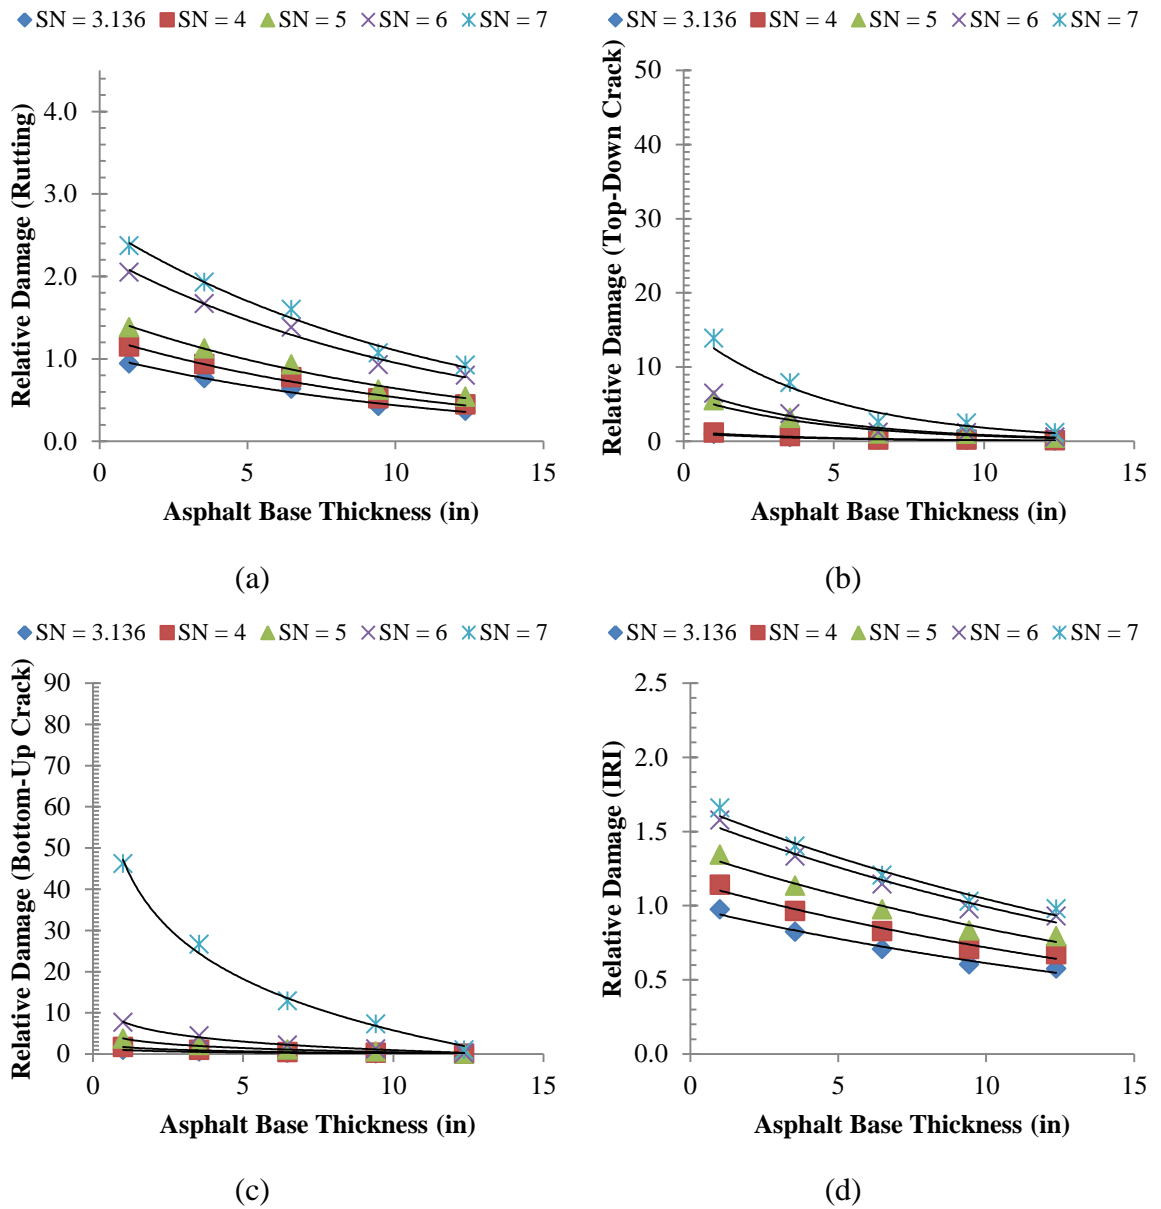 SN = 3.136 SN = 4 SN = 5 SN = 6 SN = 7
Relative Damage (Rutting)
4.0
3.0
2.0
1.0
0.0
0 5 10 15
Asphalt Base Thickness (in)
(a)
SN = 3.136 SN = 4 SN = 5 SN = 6 SN = 7
Relative Damage (Top-Down Crack)
50
40
30
20
10
0
0 5 10 15
Asphalt Base Thickness (in)
(b)
SN = 3.136 SN = 4 SN = 5 SN = 6 SN = 7
Relative Damage (Bottom-Up Crack)
90
80
70
60
50
40
30
20
10
0
0 5 10 15
Asphalt Base Thickness (in)
(c)
SN = 3.136 SN = 4 SN = 5 SN = 6 SN = 7
Relative Damage (IRI)
2.5
2.0
1.5
1.0
0.5
0.0
0 5 10 15
Asphalt Base Thickness (in)
(d)